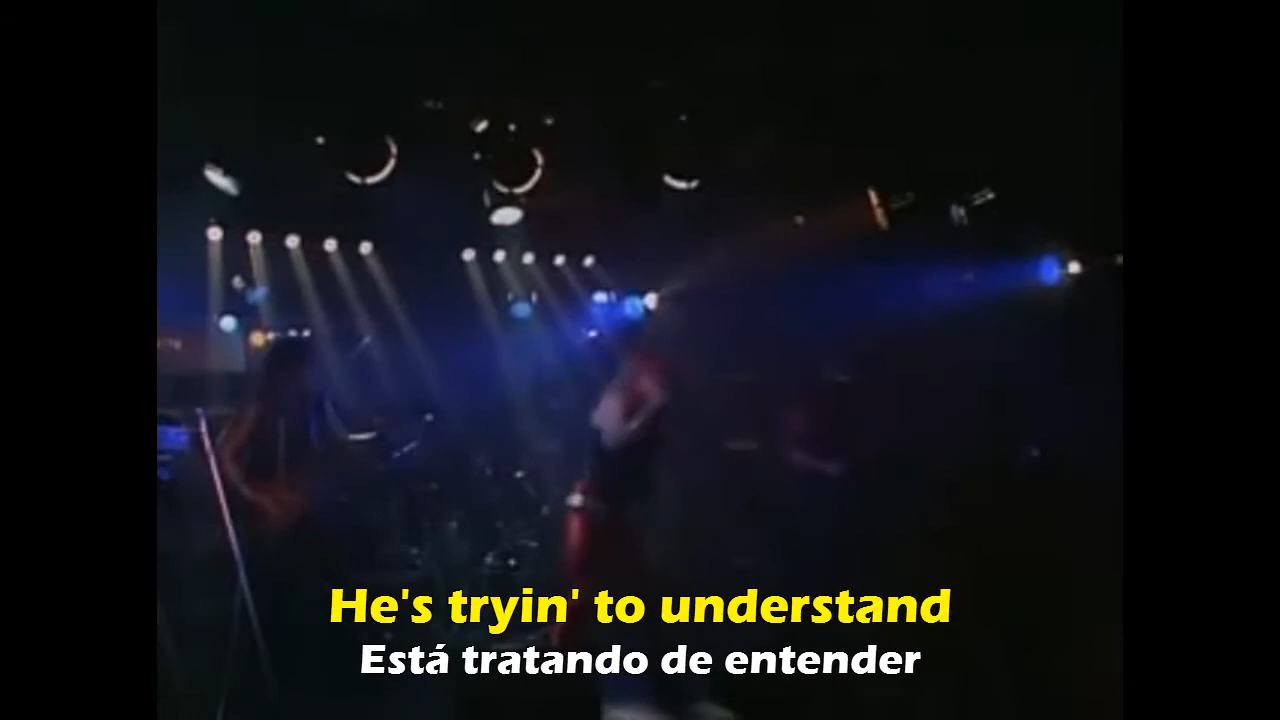 He's tryin' to understand
Está tratando de entender